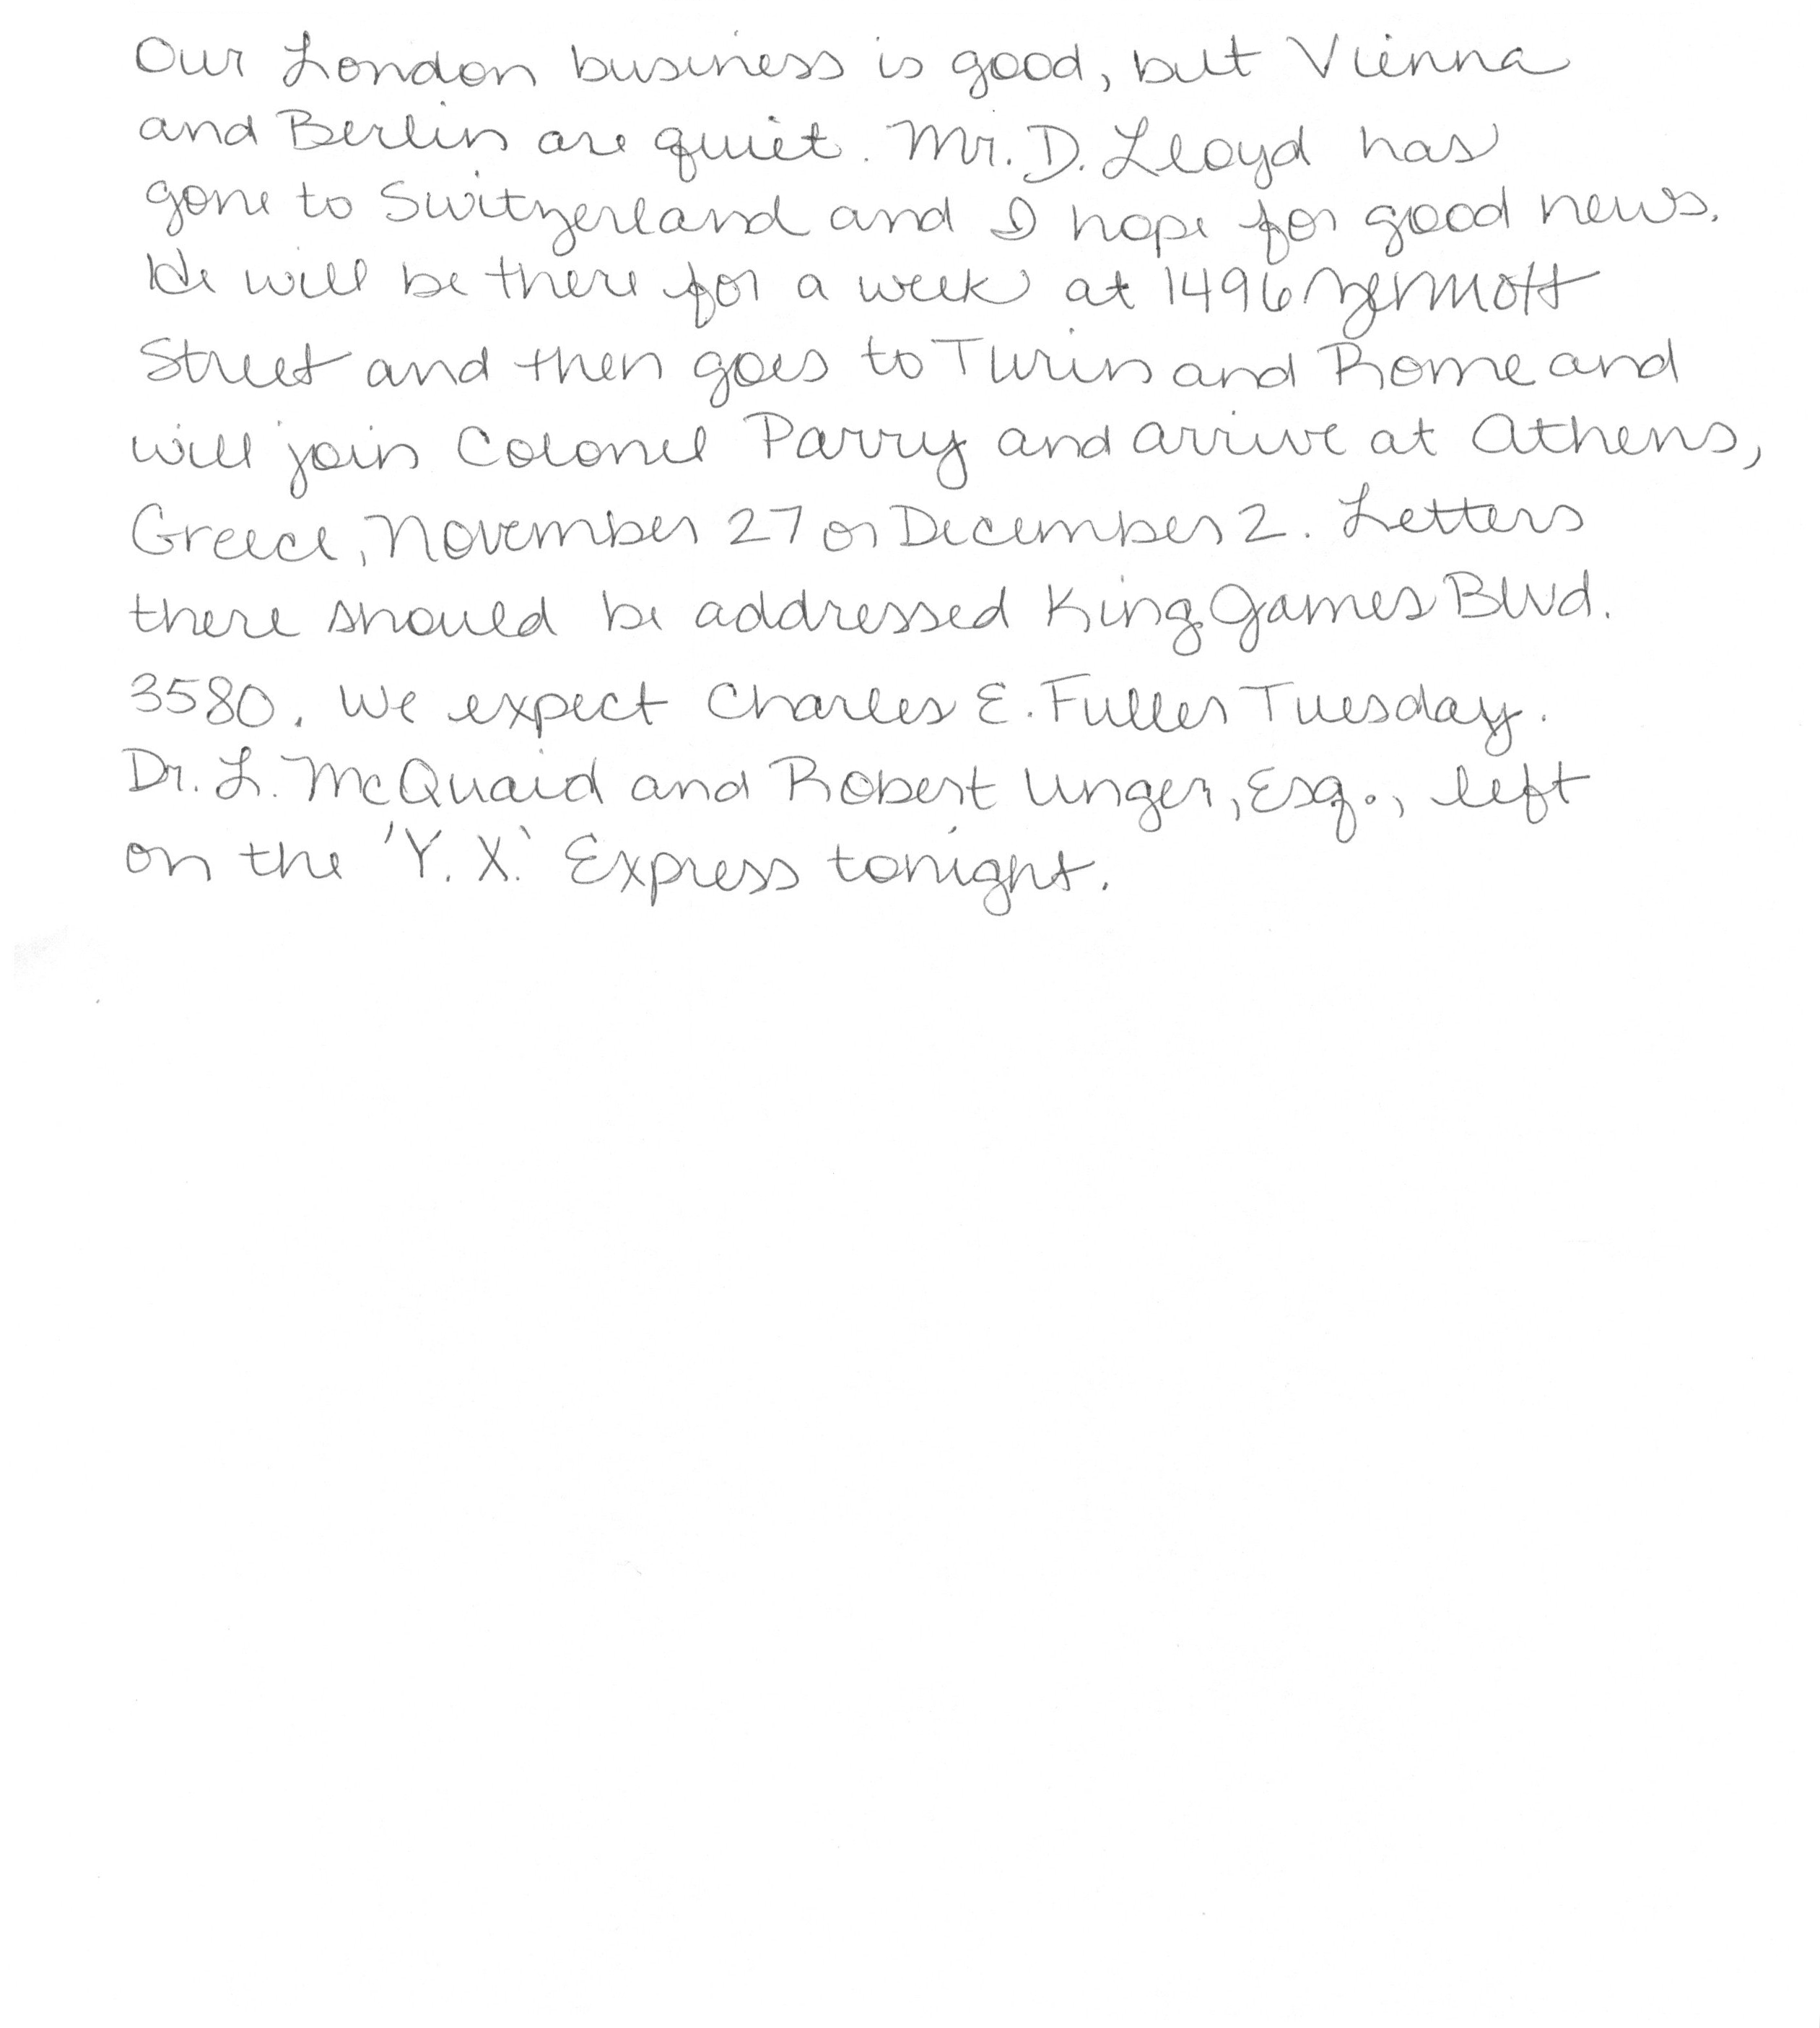 Our London business is good, but Vienna
and Berlin are quiet. Mr. D. Lloyd has
gone to Switzerland and I hope for good news.
He will be there for a week at 1496 Zermott
Street and then goes to Turin and Rome and
will join Colonel Parry and arrive at Athens,
Greece, November 27 or December 2. Letters
there should be addressed King James Blvd.
3580. We expect Charles E. Fuller Tuesday.
Dr. L. McQuaid and Robert Unger, Esq., left
on the 'Y. X.' Express tonight.